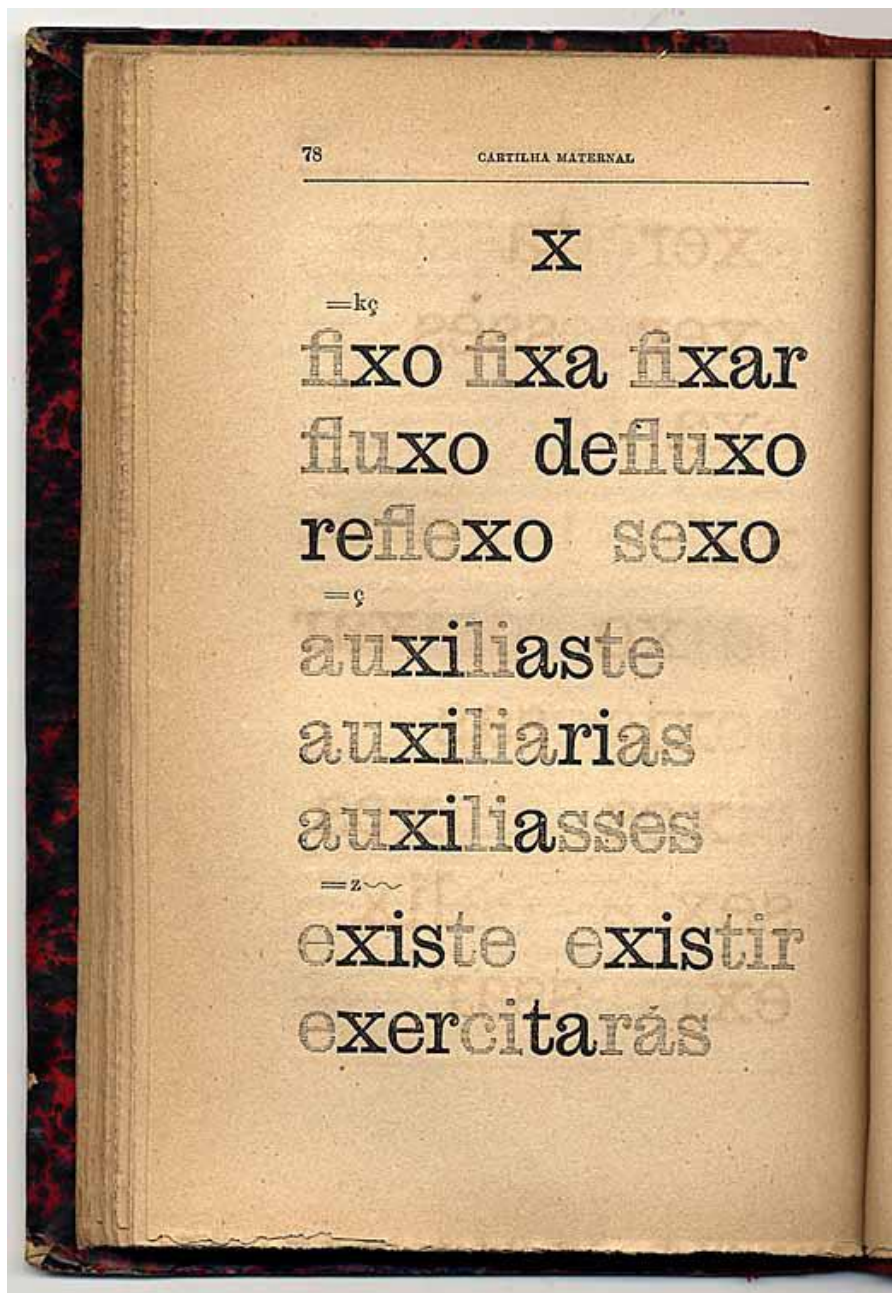 78 CARTILHA MATERNAL
x
=kç
fixo fixa fixar
fluxo defluxo
reflexo sexo
=ç
auxiliaste
auxiliarias
auxiliasses
=z~~
existe existir
exercitarás